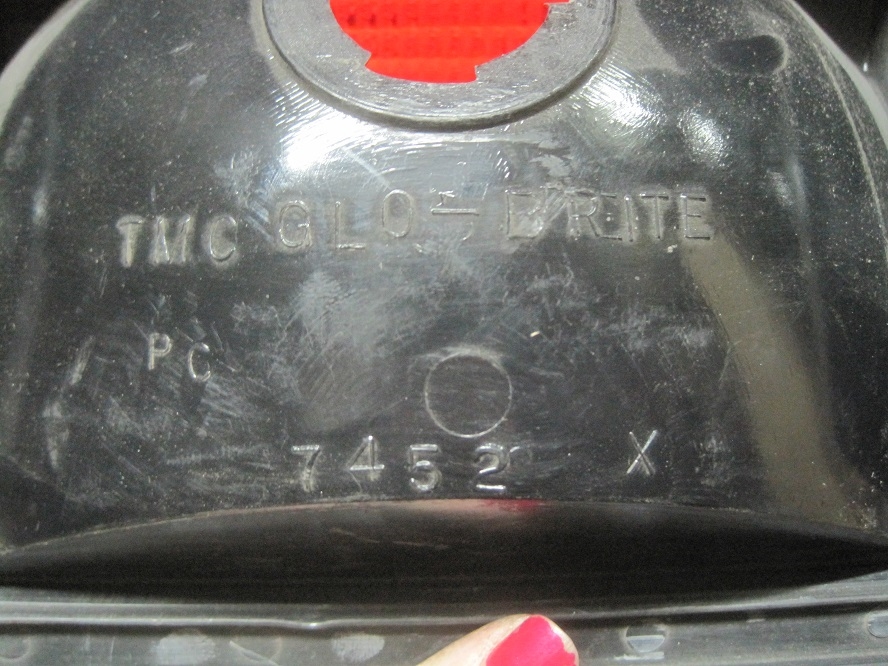 TMC GLO-BRITE
PC
7452 X